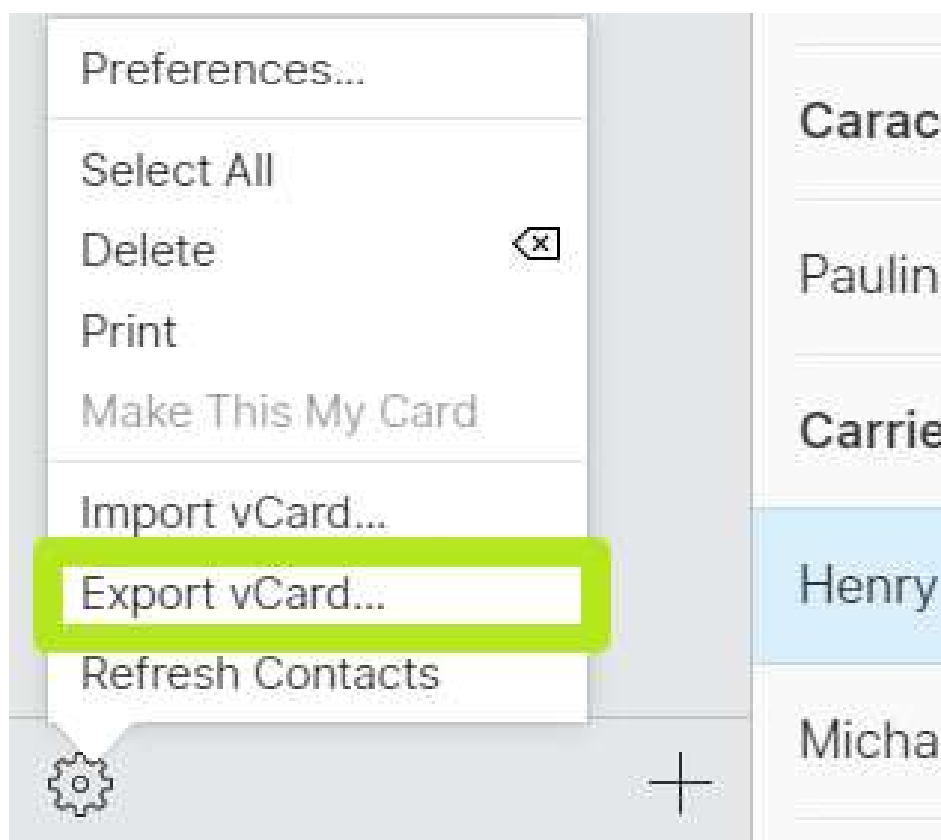 Preferences...
Select All
Delete
Print
Make This My Card
Import vCard...
Export vCard...
Refresh Contacts
Carac
Paulin
Carrie
Henry
Micha